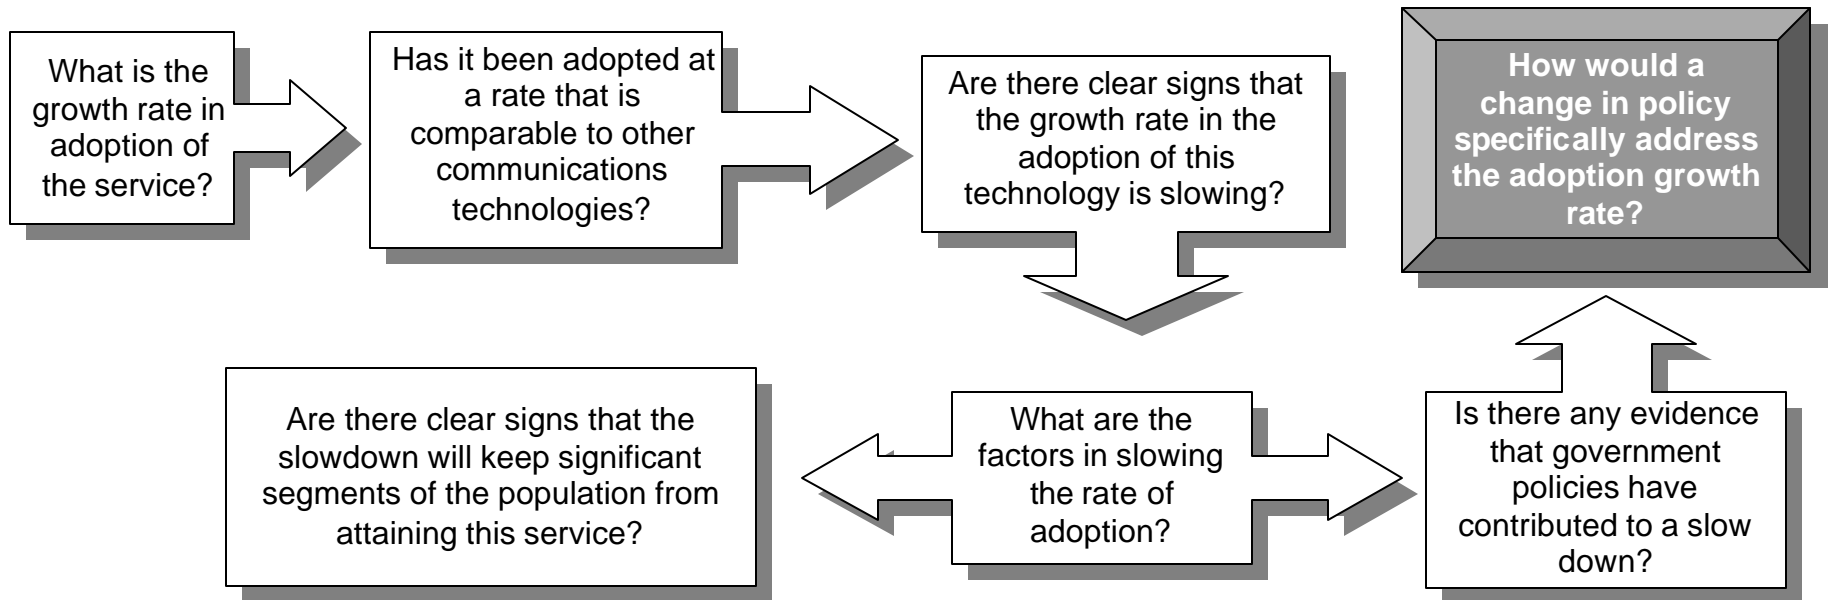 What is the
growth rate in
adoption of
the service?
Has it been adopted at
a rate that is
comparable to other
communications
technologies?
Are there clear signs that
the growth rate in the
adoption of this
technology is slowing?
How would a
change in policy
specifically address
the adoption growth
rate?
Are there clear signs that the
slowdown will keep significant
segments of the population from
attaining this service?
What are the
factors in slowing
the rate of
adoption?
Is there any evidence
that government
policies have
contributed to a slow
down?